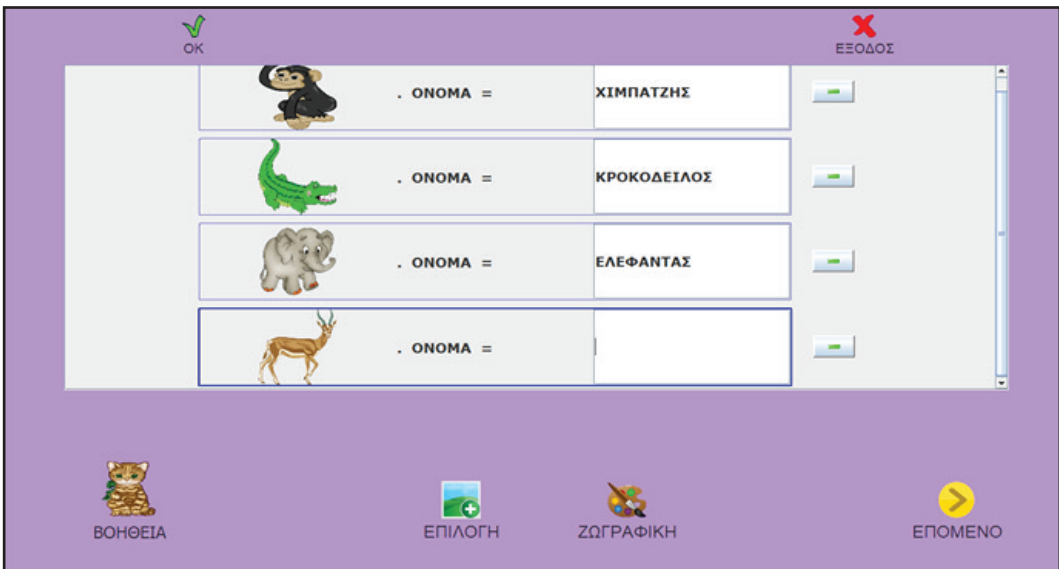 OK
ΕΞΟΔΟΣ
. ΟΝΟΜΑ = ΧΙΜΠΑΤΖΗΣ
. ΟΝΟΜΑ = ΚΡΟΚΟΔΕΙΛΟΣ
. ΟΝΟΜΑ = ΕΛΕΦΑΝΤΑΣ
. ΟΝΟΜΑ =
ΒΟΗΘΕΙΑ
ΕΠΙΛΟΓΗ
ΖΩΓΡΑΦΙΚΗ
ΕΠΟΜΕΝΟ